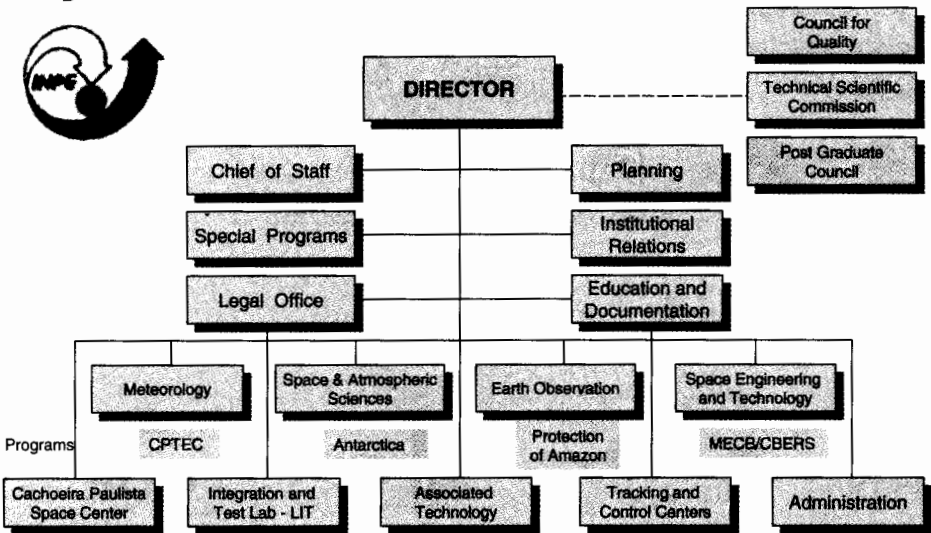 INPE
DIRECTOR
Council for
Quality
Technical Scientific
Commission
Post Graduate
Council
Chief of Staff
Planning
Special Programs
Institutional
Relations
Legal Office
Education and
Documentation
Meteorology
Space & Atmospheric
Sciences
Earth Observation
Space Engineering
and Technology
Programs
CPTEC
Antarctica
Protection
of Amazon
MECB/CBERS
Cachoeira Paulista
Space Center
Integration and
Test Lab - LIT
Associated
Technology
Tracking and
Control Centers
Administration